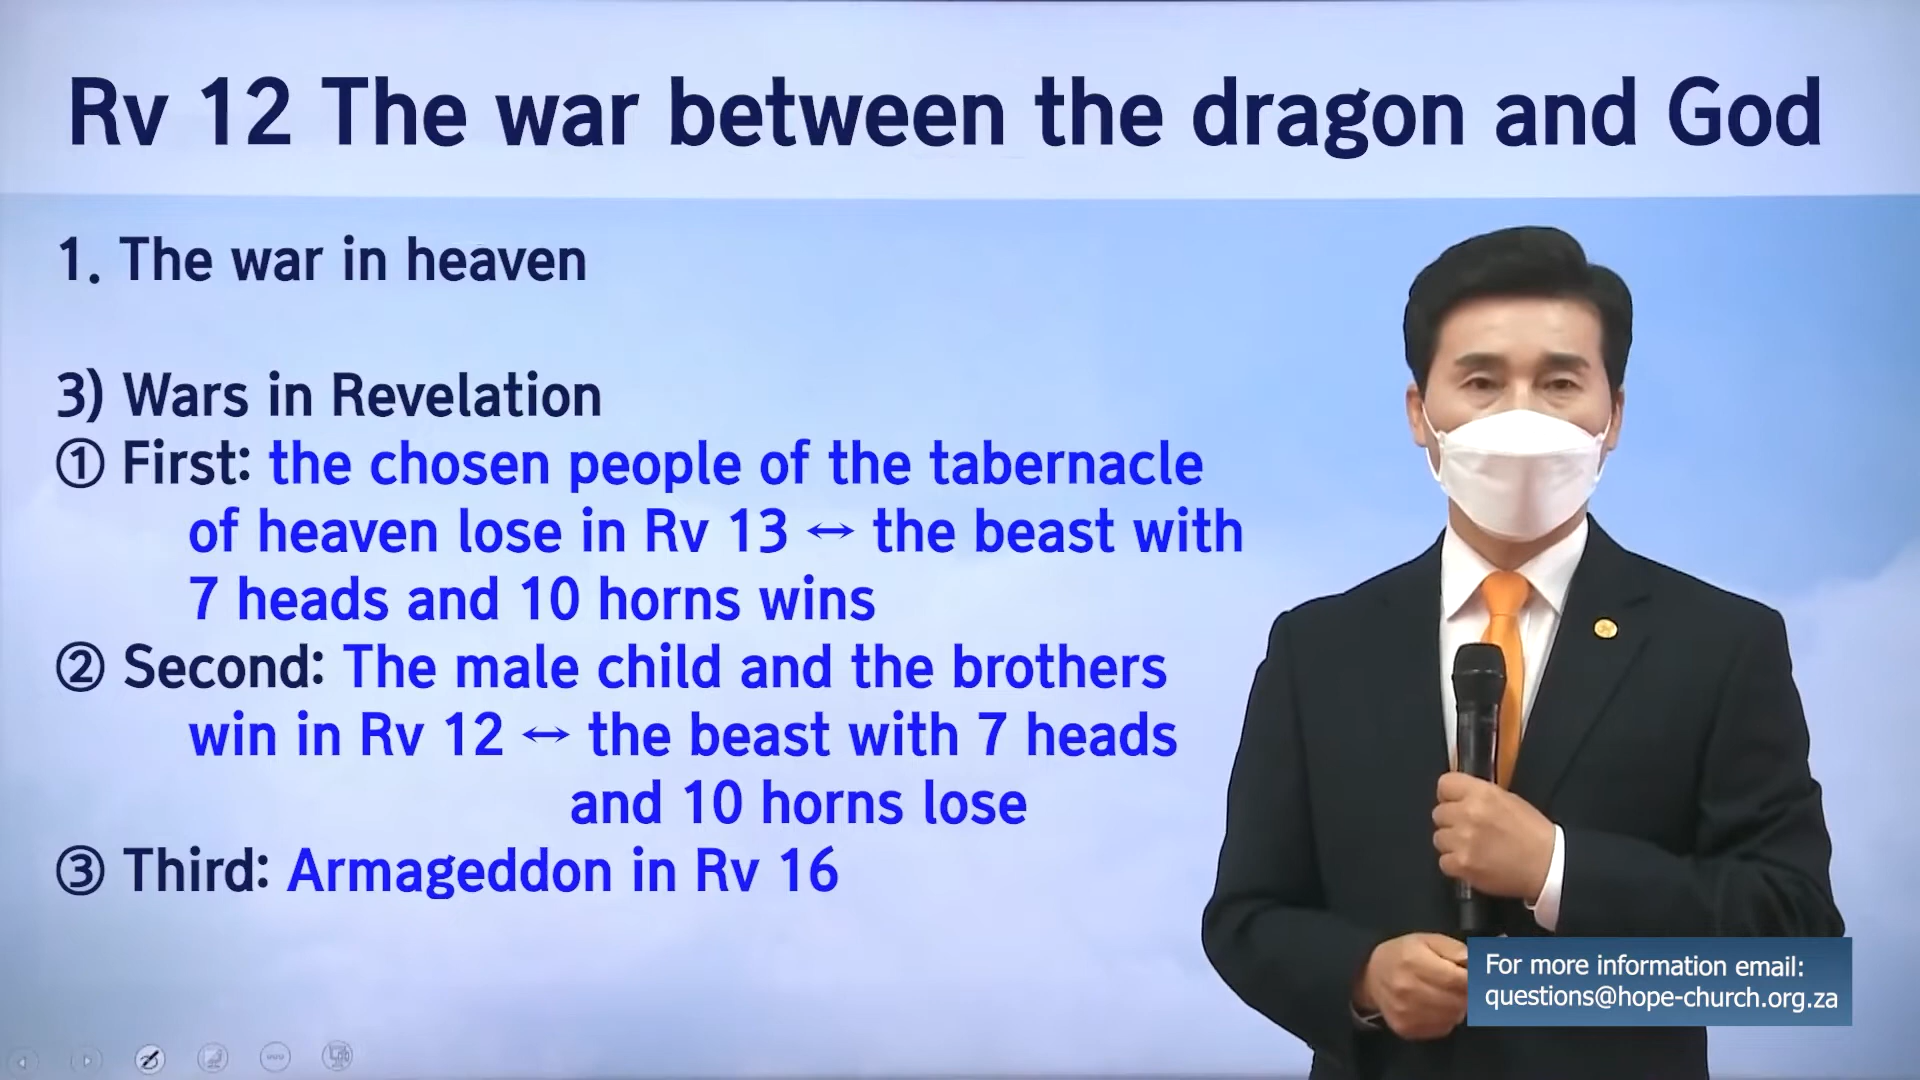 Rv 12 The war between the dragon and God
1. The war in heaven
3) Wars in Revelation
① First: the chosen people of the tabernacle
of heaven lose in Rv 13 ↔ the beast with
7 heads and 10 horns wins
② Second: The male child and the brothers
win in Rv 12 ↔ the beast with 7 heads
and 10 horns lose
③ Third: Armageddon in Rv 16
For more information email:
questions@hope-church.org.za